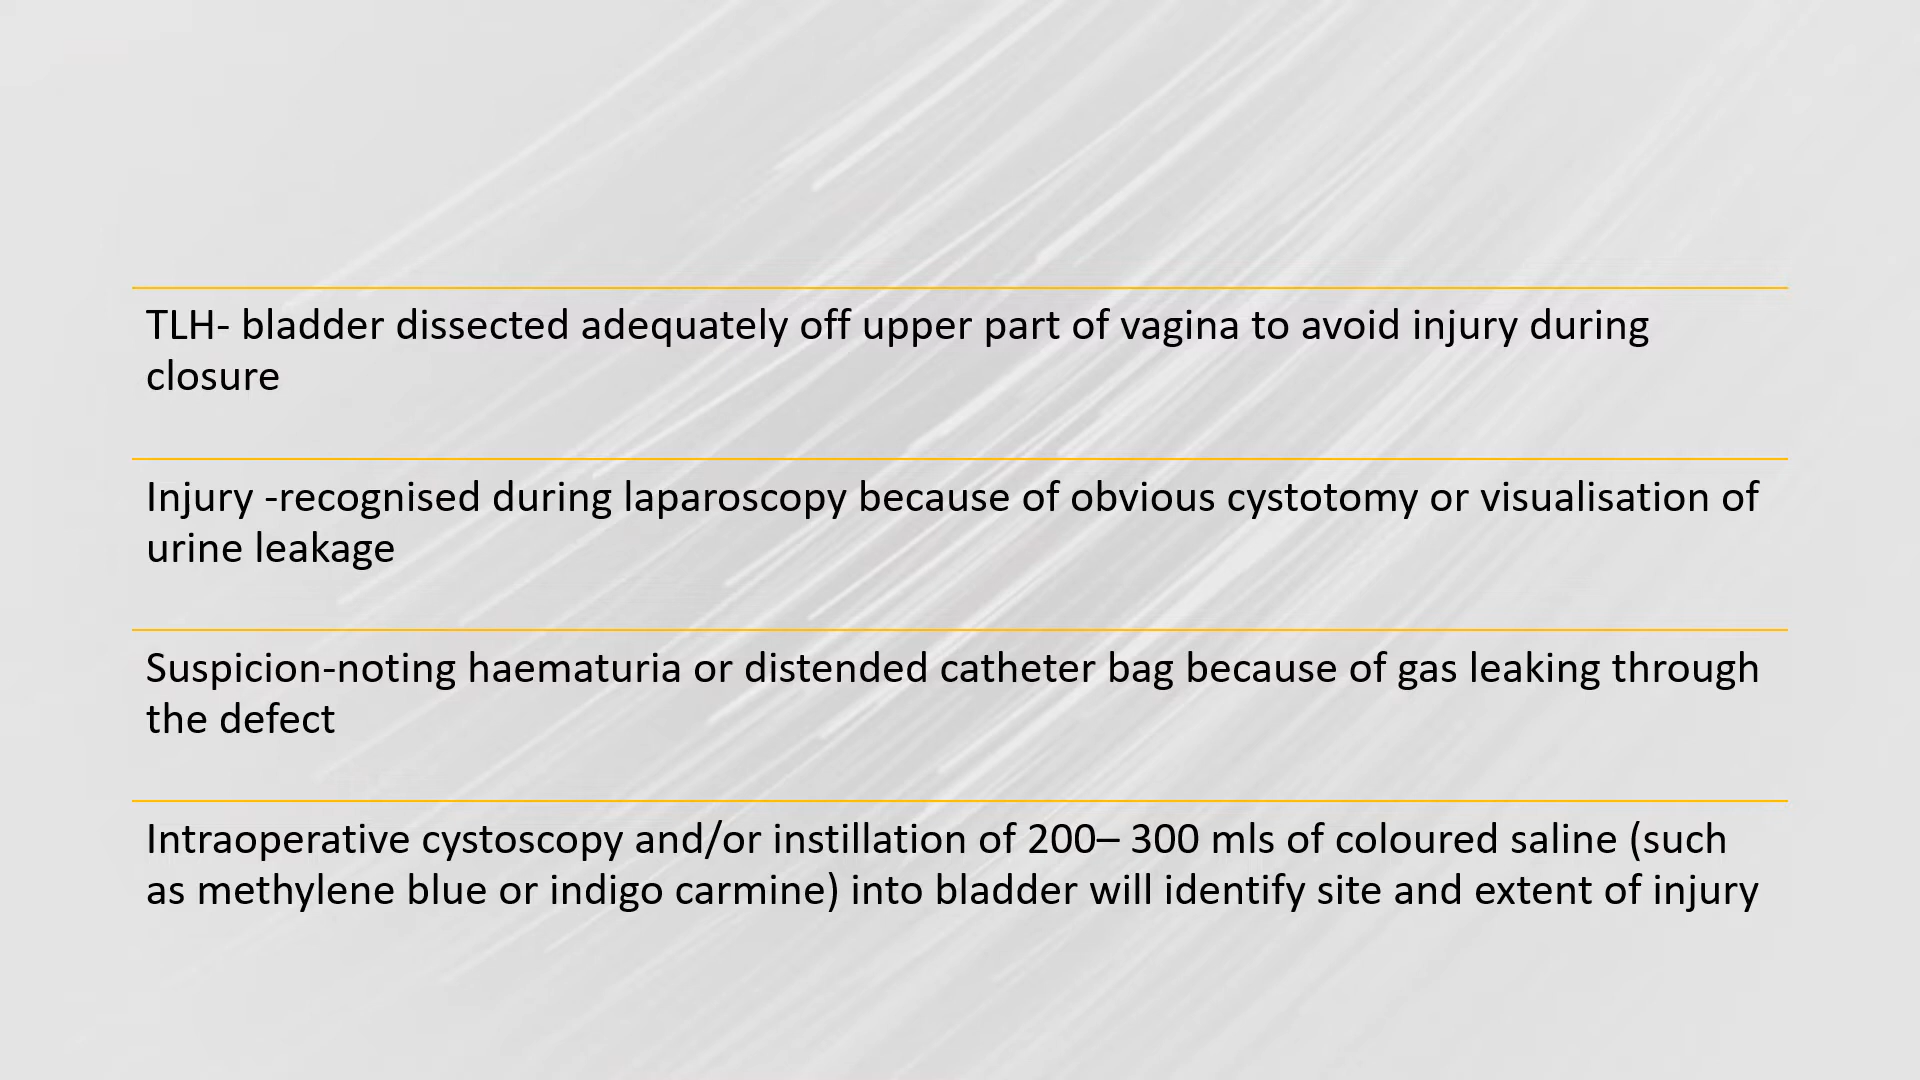 TLH- bladder dissected adequately off upper part of vagina to avoid injury during
closure
Injury -recognised during laparoscopy because of obvious cystotomy or visualisation of
urine leakage
Suspicion-noting haematuria or distended catheter bag because of gas leaking through
the defect
Intraoperative cystoscopy and/or instillation of 200– 300 mls of coloured saline (such
as methylene blue or indigo carmine) into bladder will identify site and extent of injury